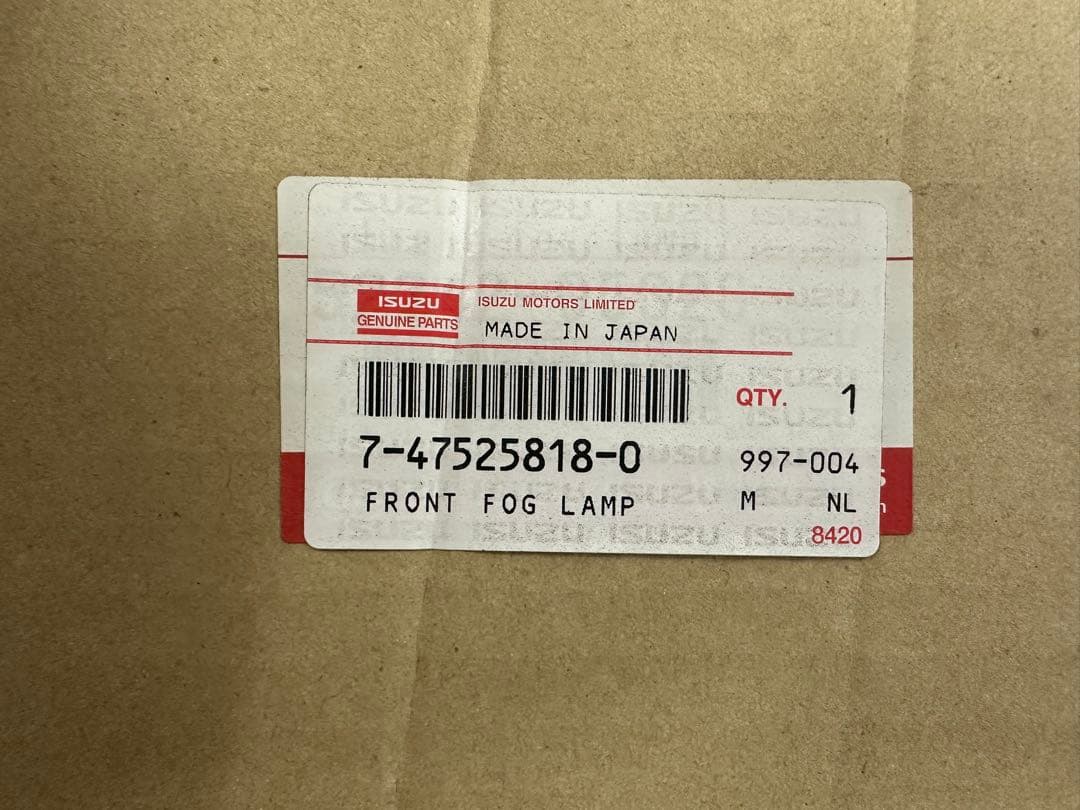 ISUZU
GENUINE PARTS
ISUZU MOTORS LIMITED
MADE IN JAPAN
QTY. 1
7-47525818-0
997-004
FRONT FOG LAMP
M NL
8420